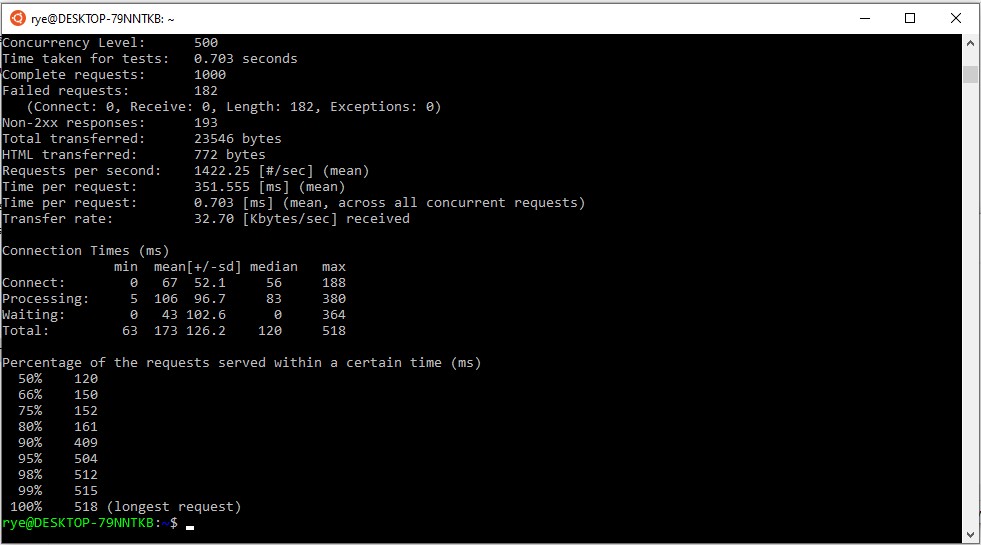 rye@DESKTOP-79NNTKB: ~
Concurrency Level:      500
Time taken for tests:   0.703 seconds
Complete requests:      1000
Failed requests:        182
   (Connect: 0, Receive: 0, Length: 182, Exceptions: 0)
Non-2xx responses:      193
Total transferred:      23546 bytes
HTML transferred:       772 bytes
Requests per second:    1422.25 [#/sec] (mean)
Time per request:       351.555 [ms] (mean)
Time per request:       0.703 [ms] (mean, across all concurrent requests)
Transfer rate:          32.70 [Kbytes/sec] received
Connection Times (ms)
              min  mean[+/-sd] median   max
Connect:        0   67  52.1     56     188
Processing:     5  106  96.7     83     380
Waiting:        0   43 102.6      0     364
Total:         63  173 126.2    120     518
Percentage of the requests served within a certain time (ms)
  50%    120
  66%    150
  75%    152
  80%    161
  90%    409
  95%    504
  98%    512
  99%    515
 100%    518 (longest request)
rye@DESKTOP-79NNTKB:~$